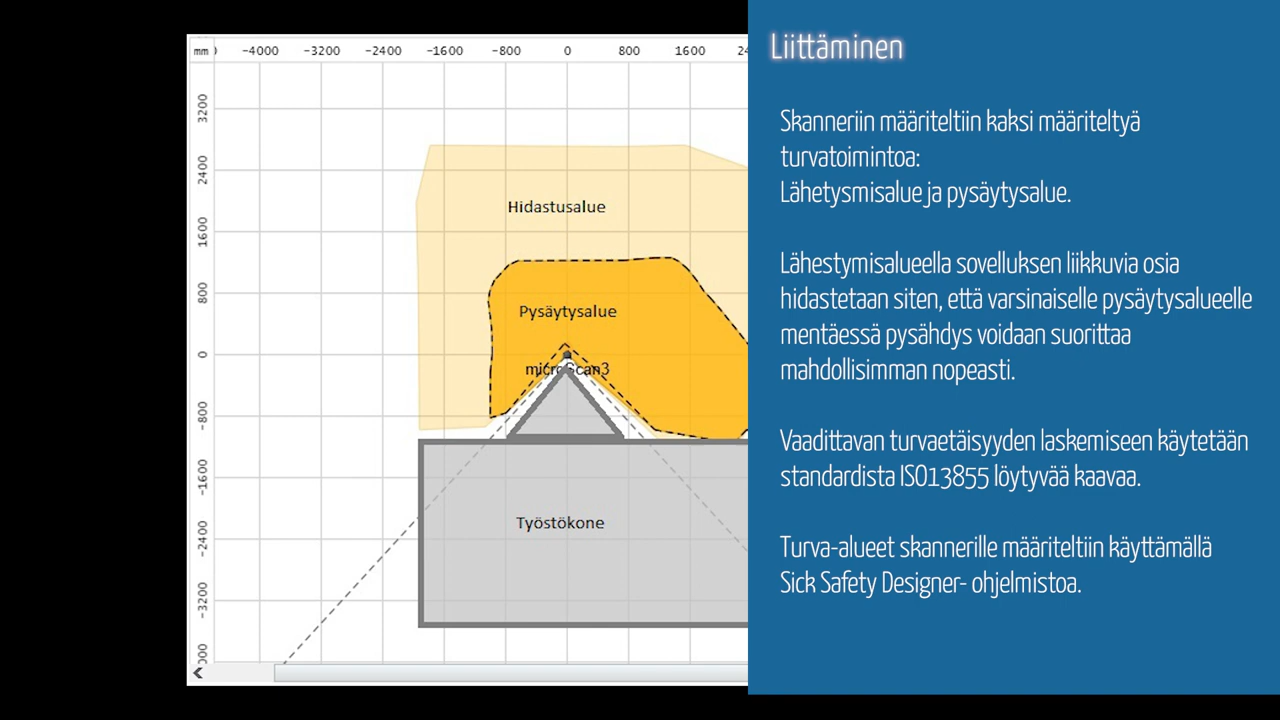 mm -4000 -3200 -2400 -1600 -800 0 800 1600
3200
2400
1600
800
0
-800
-1600
-2400
-3200
Hidastusalue
Pysäytysalue
microScan3
Työstökone
Liittäminen
Skanneriin määriteltiin kaksi määriteltyä
turvatoimintoa:
Lähetysmisalue ja pysäytysalue.
Lähestymisalueella sovelluksen liikkuvia osia
hidastetaan siten, että varsinaiselle pysäytysalueelle
mentäessä pysähdys voidaan suorittaa
mahdollisimman nopeasti.
Vaadittavan turvaetäisyyden laskemiseen käytetään
standardista ISO13855 löytyvää kaavaa.
Turva-alueet skannerille määriteltiin käyttämällä
Sick Safety Designer- ohjelmistoa.